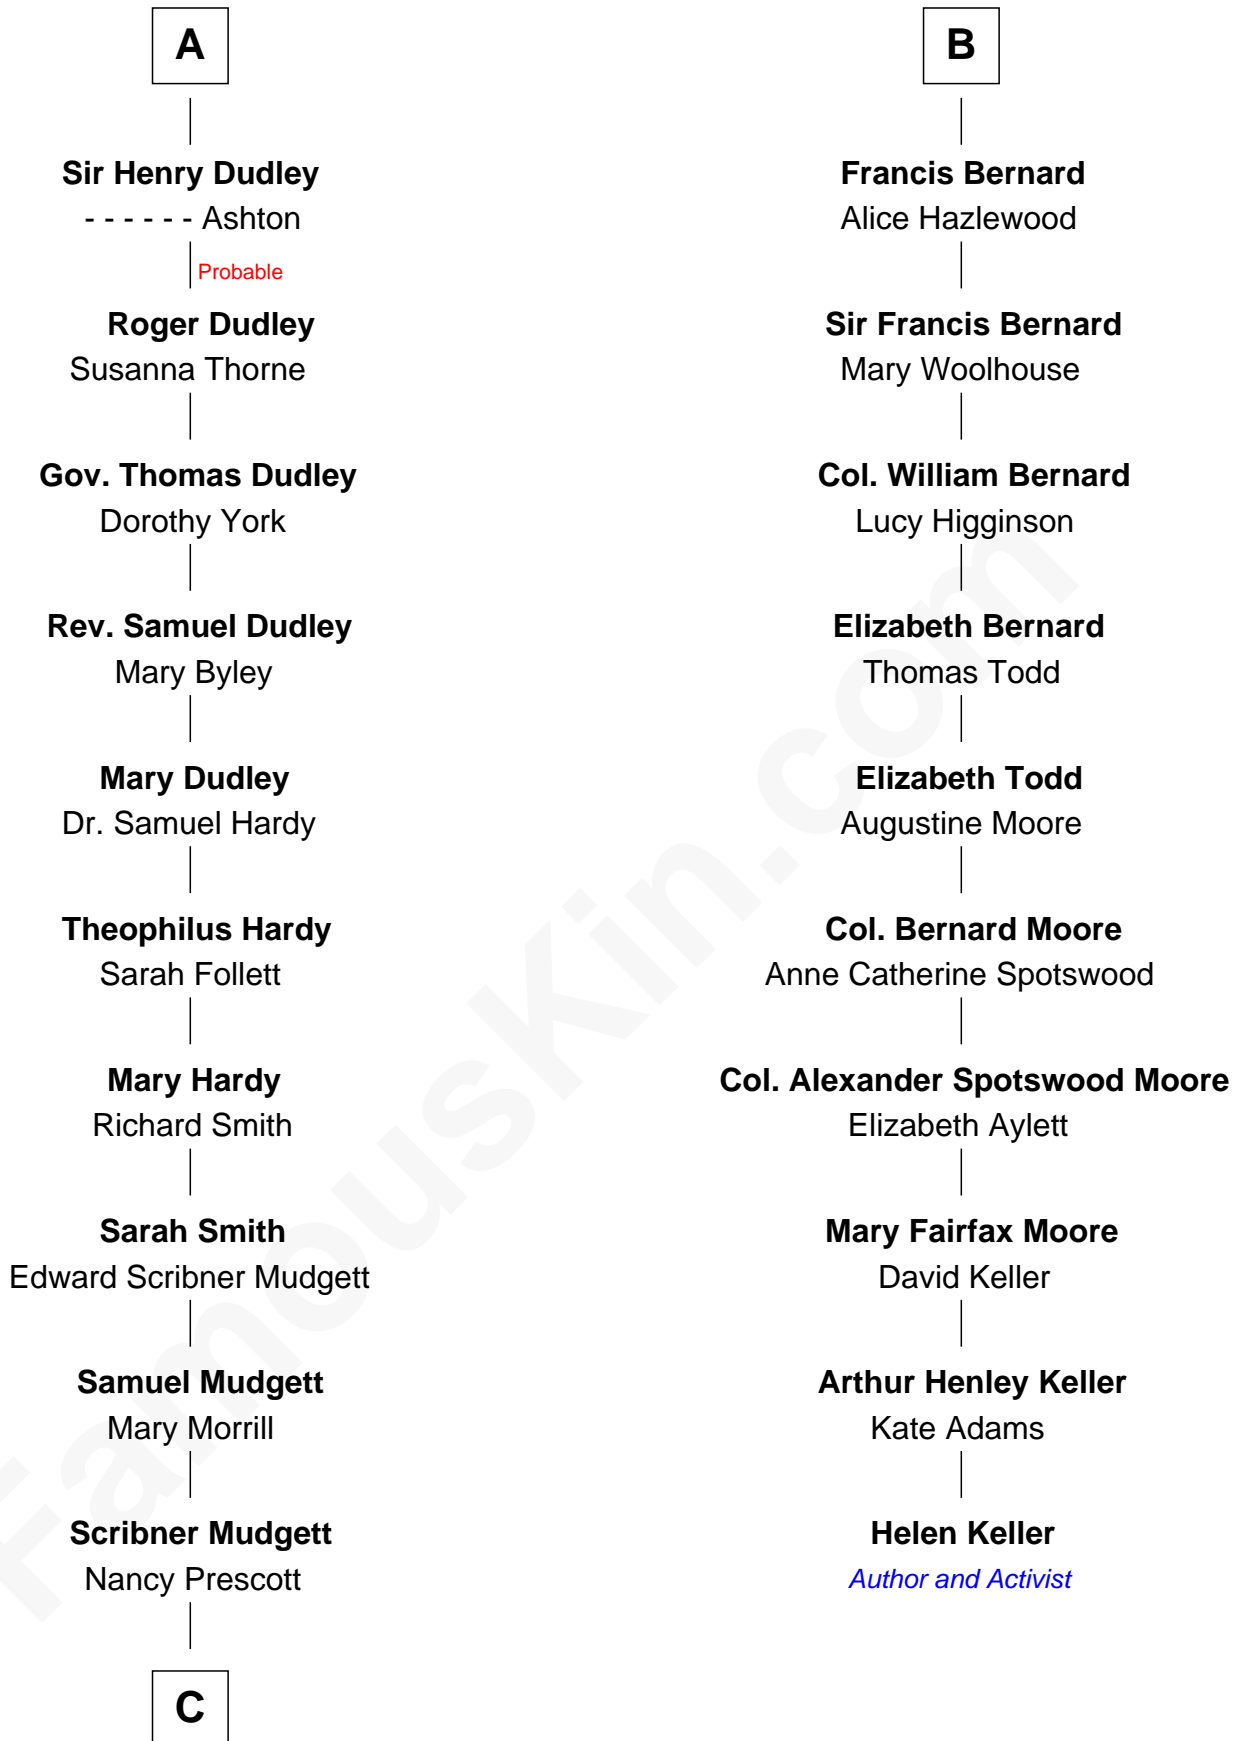 A
Sir Henry Dudley
- - - - - - Ashton
Probable
Roger Dudley
Susanna Thorne
Gov. Thomas Dudley
Dorothy York
Rev. Samuel Dudley
Mary Byley
Mary Dudley
Dr. Samuel Hardy
Theophilus Hardy
Sarah Follett
Mary Hardy
Richard Smith
Sarah Smith
Edward Scribner Mudgett
Samuel Mudgett
Mary Morrill
Scribner Mudgett
Nancy Prescott
C
B
Francis Bernard
Alice Hazlewood
Sir Francis Bernard
Mary Woolhouse
Col. William Bernard
Lucy Higginson
Elizabeth Bernard
Thomas Todd
Elizabeth Todd
Augustine Moore
Col. Bernard Moore
Anne Catherine Spotswood
Col. Alexander Spotswood Moore
Elizabeth Aylett
Mary Fairfax Moore
David Keller
Arthur Henley Keller
Kate Adams
Helen Keller
Author and Activist
FamousKin.com